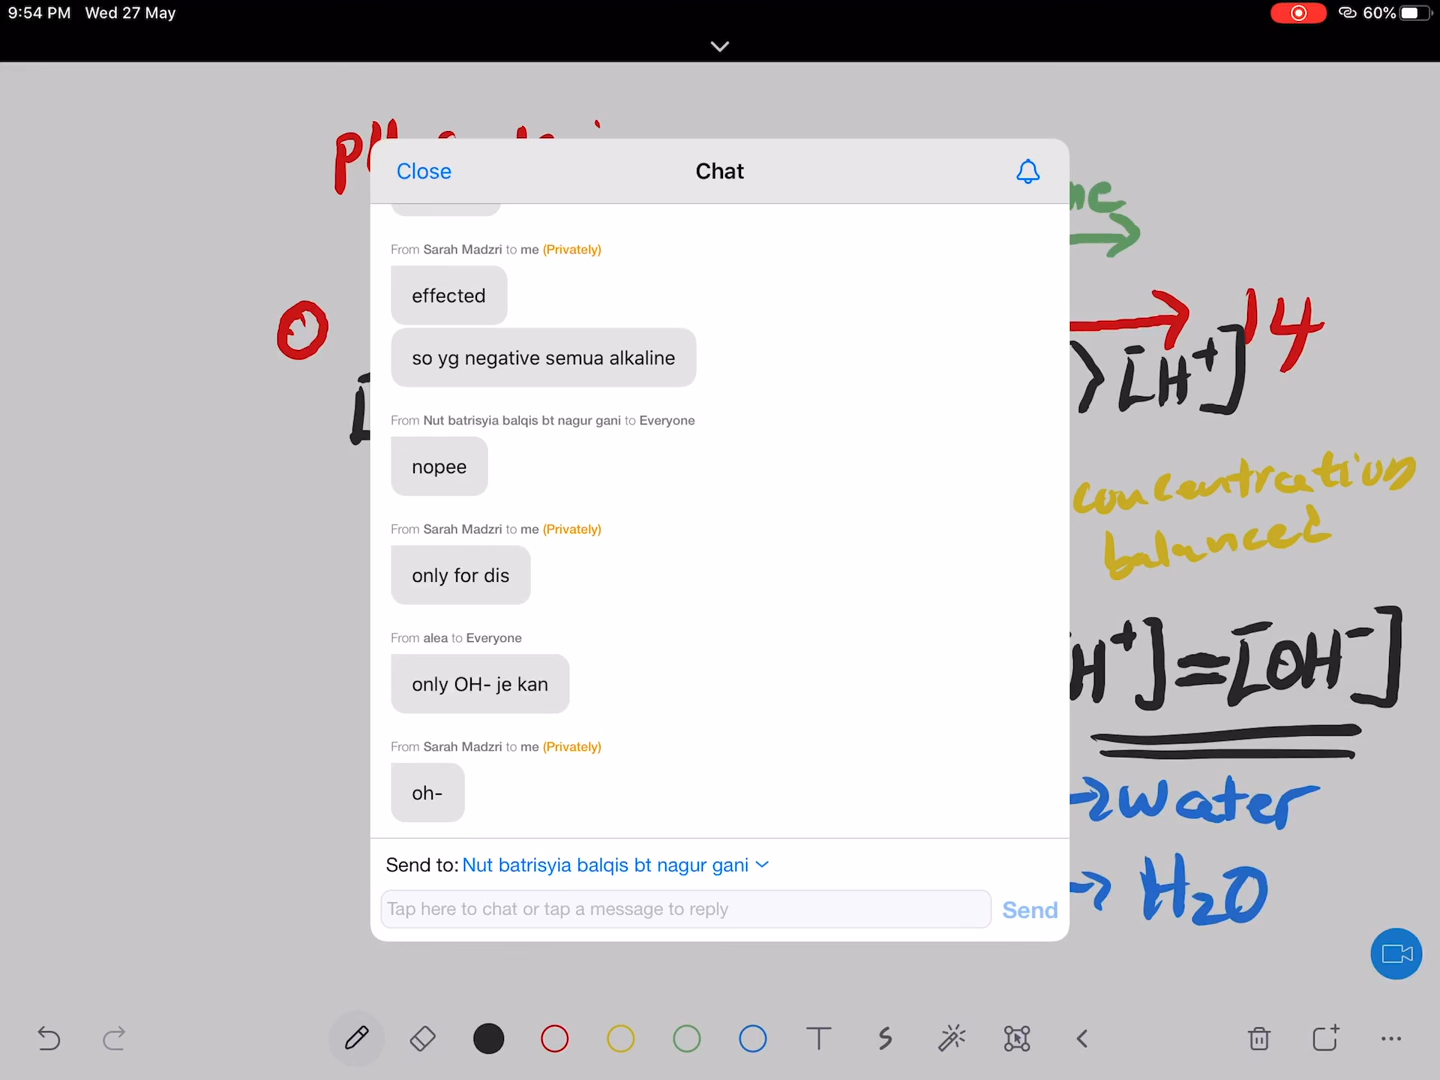 9:54 PM Wed 27 May
60%
Close
Chat
From Sarah Madzri to me (Privately)
effected
so yg negative semua alkaline
From Nut batrisyia balqis bt nagur gani to Everyone
nopee
From Sarah Madzri to me (Privately)
only for dis
From alea to Everyone
only OH- je kan
From Sarah Madzri to me (Privately)
oh-
Send to: Nut batrisyia balqis bt nagur gani
Tap here to chat or tap a message to reply
Send
0
14
> [H⁺]
concentration
balanced
H⁺] = [OH⁻]
→ water
→ H₂O
T